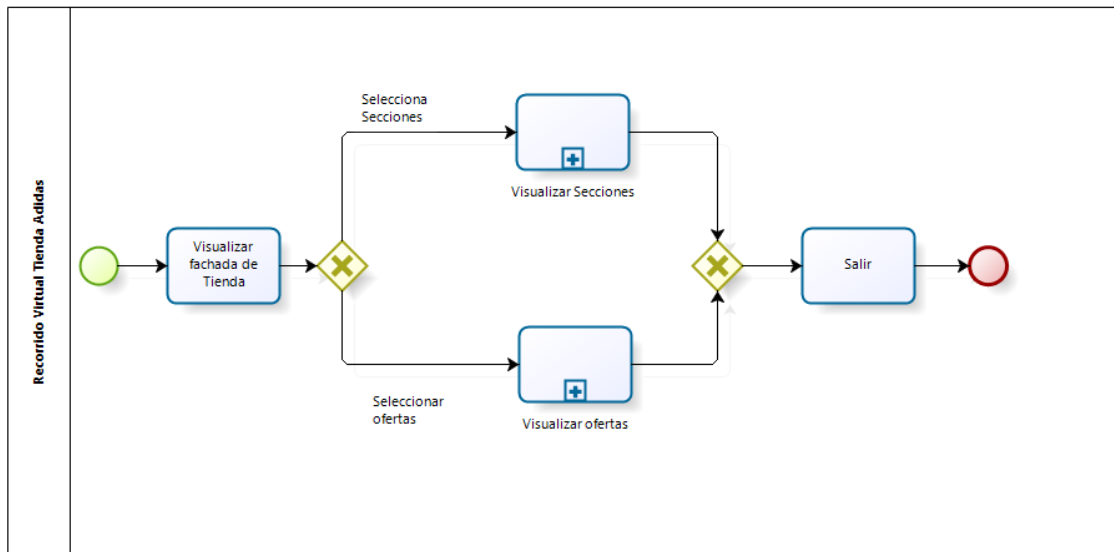 Recorrido Virtual Tienda Adidas
Selecciona
Secciones
Visualizar Secciones
Visualizar
fachada de
Tienda
Salir
Seleccionar
ofertas
Visualizar ofertas